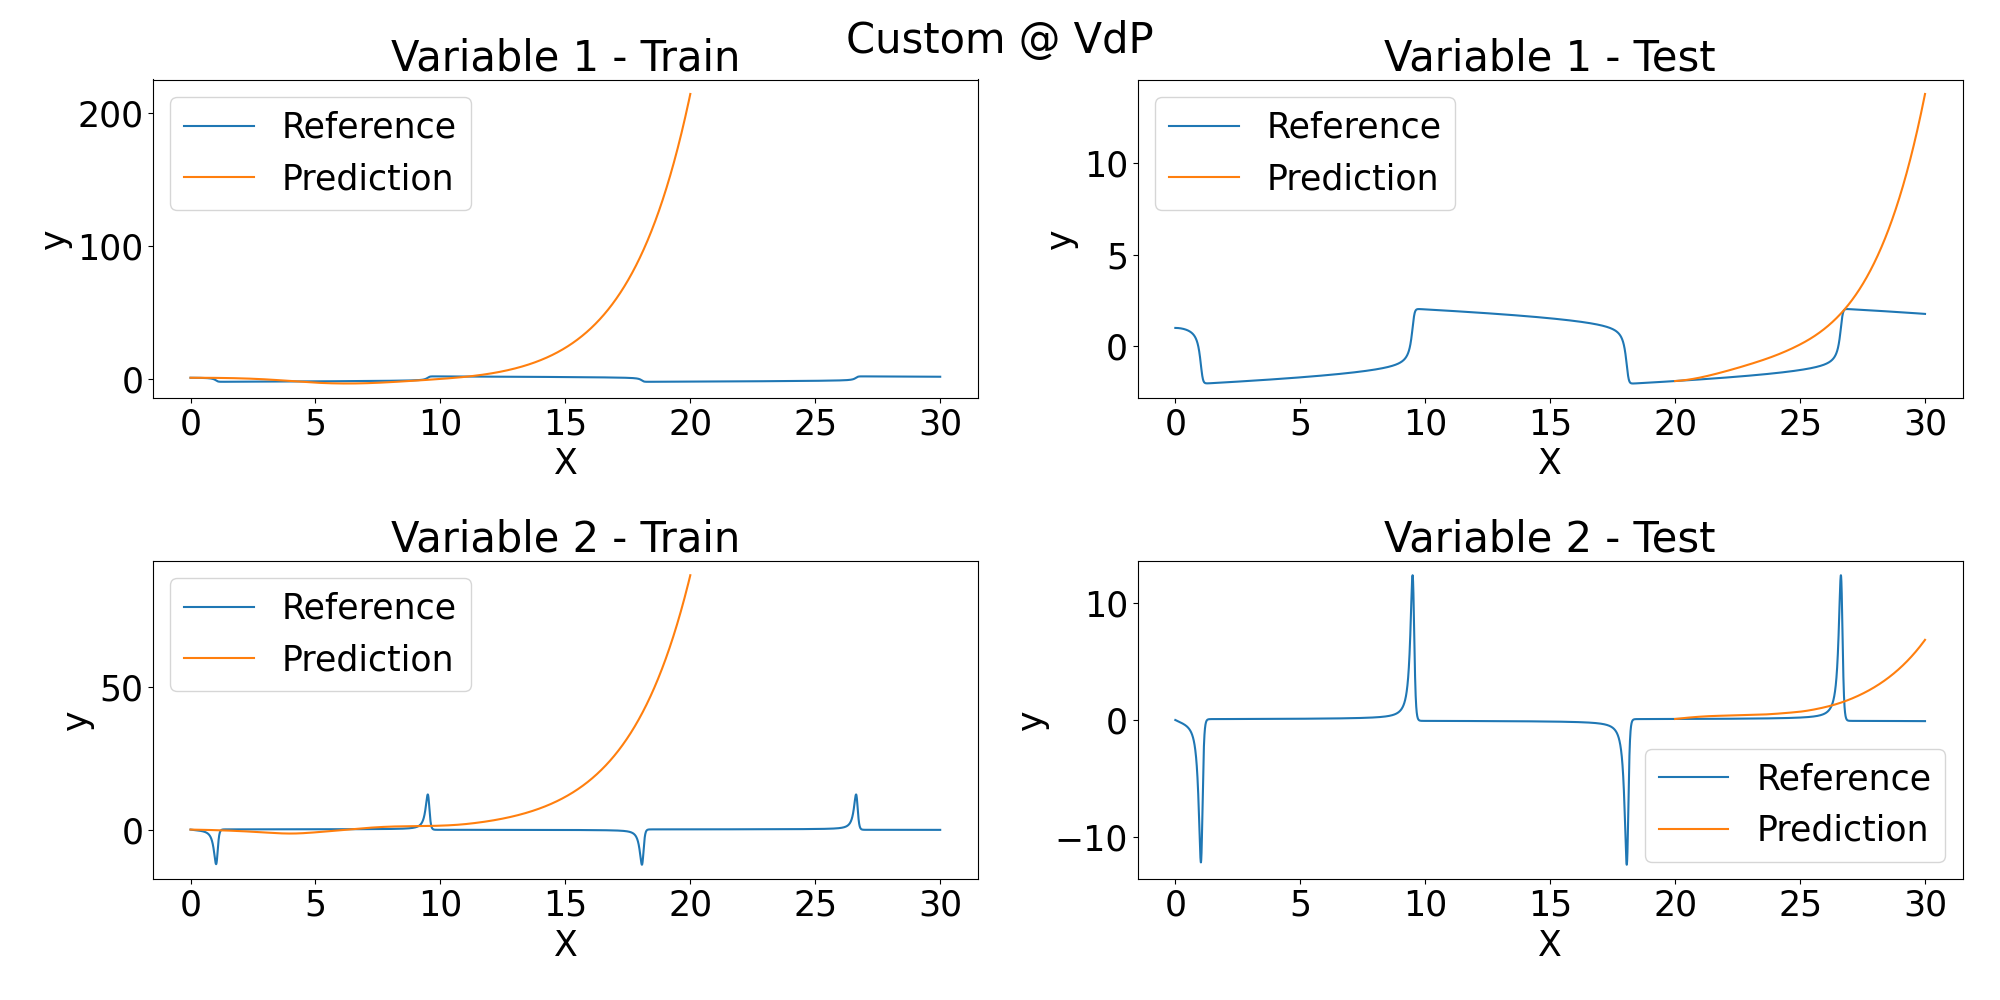 Custom @ VdP
Variable 1 - Train
200
100
0
y
Reference
Prediction
0 5 10 15 20 25 30
X
Variable 1 - Test
10
5
0
y
Reference
Prediction
0 5 10 15 20 25 30
X
Variable 2 - Train
50
0
y
Reference
Prediction
0 5 10 15 20 25 30
X
Variable 2 - Test
10
0
−10
y
Reference
Prediction
0 5 10 15 20 25 30
X